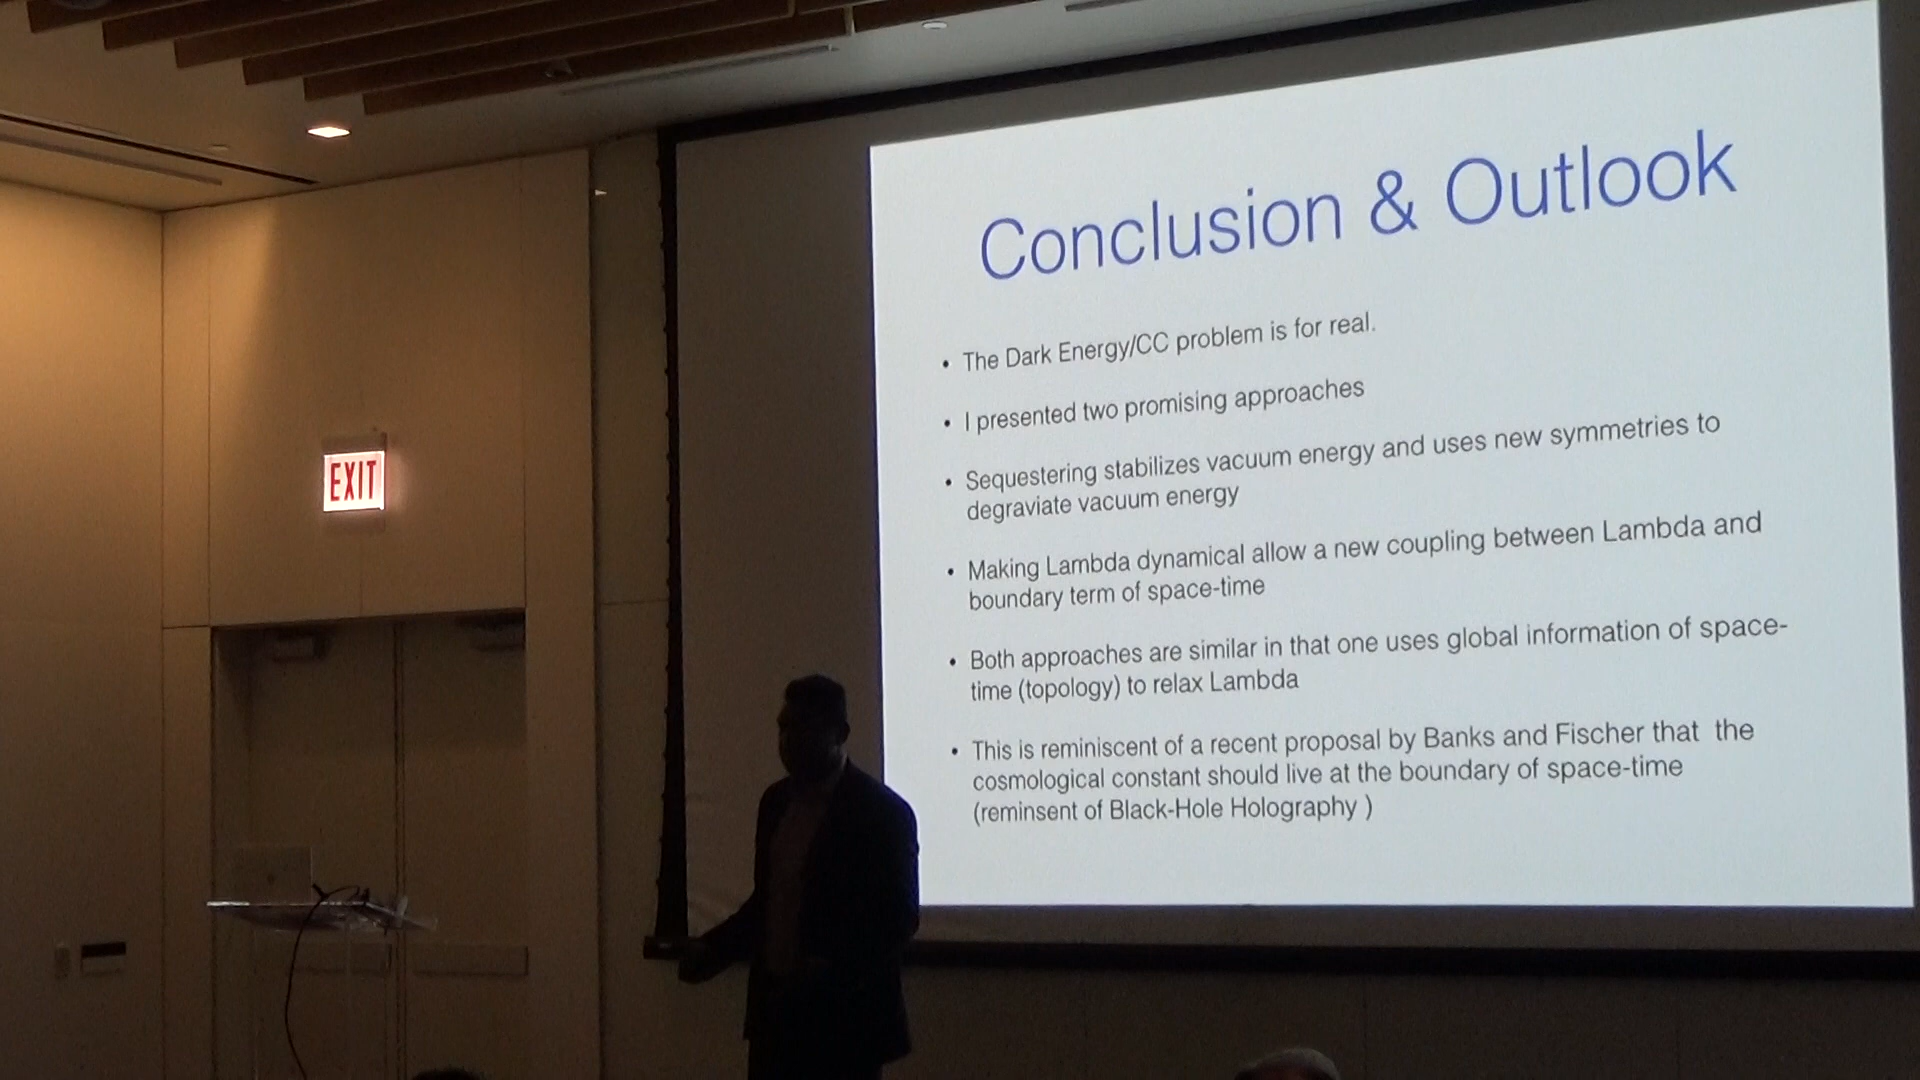 Conclusion & Outlook
• The Dark Energy/CC problem is for real.
• I presented two promising approaches
• Sequestering stabilizes vacuum energy and uses new symmetries to
degraviate vacuum energy
• Making Lambda dynamical allow a new coupling between Lambda and
boundary term of space-time
• Both approaches are similar in that one uses global information of space-
time (topology) to relax Lambda
• This is reminiscent of a recent proposal by Banks and Fischer that the
cosmological constant should live at the boundary of space-time
(reminsent of Black-Hole Holography )
EXIT